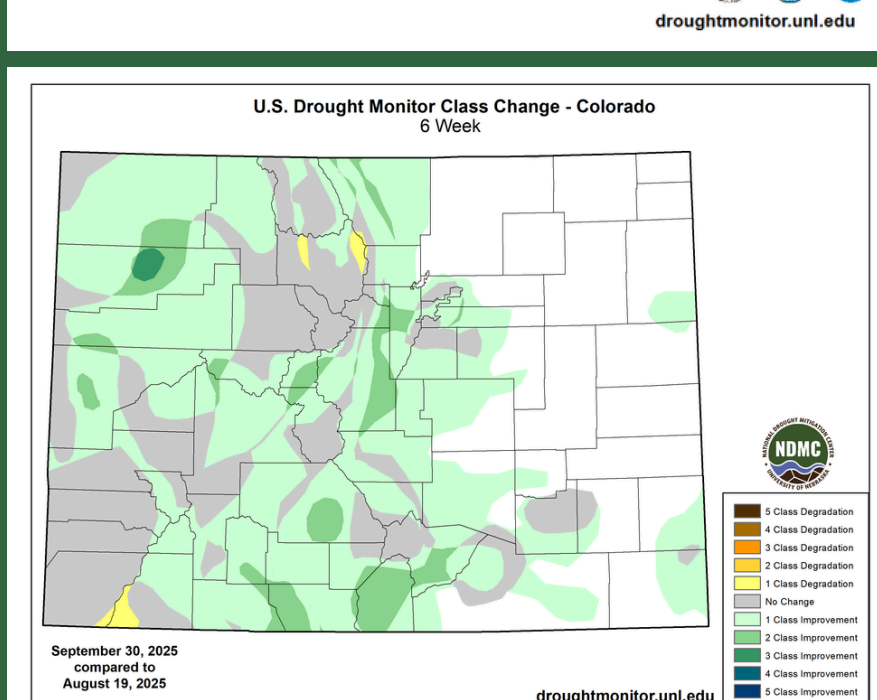 droughtmonitor.unl.edu
U.S. Drought Monitor Class Change - Colorado
6 Week
NATIONAL DROUGHT MITIGATION CENTER
NDMC
UNIVERSITY OF NEBRASKA
5 Class Degradation
4 Class Degradation
3 Class Degradation
2 Class Degradation
1 Class Degradation
No Change
1 Class Improvement
2 Class Improvement
3 Class Improvement
4 Class Improvement
5 Class Improvement
September 30, 2025
compared to
August 19, 2025
droughtmonitor.unl.edu